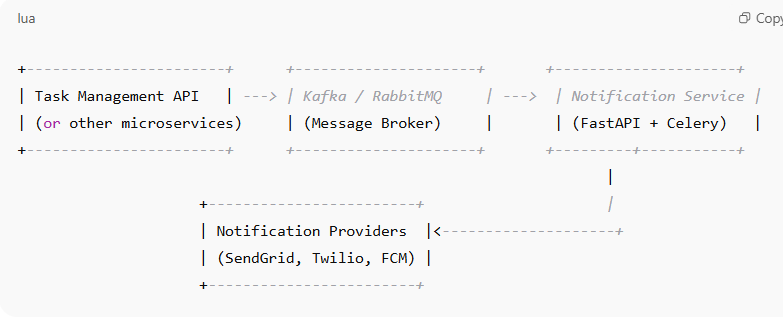 lua
Copy
+-----------------------+      +---------------------+       +---------------------+
| Task Management API   | ---> | Kafka / RabbitMQ     | --->  | Notification Service |
| (or other microservices)     | (Message Broker)     |       | (FastAPI + Celery)   |
+-----------------------+      +---------------------+       +---------+-----------+
|
+-----------------------+                    |
| Notification Providers  |<--------------------+
| (SendGrid, Twilio, FCM) |
+------------------------+